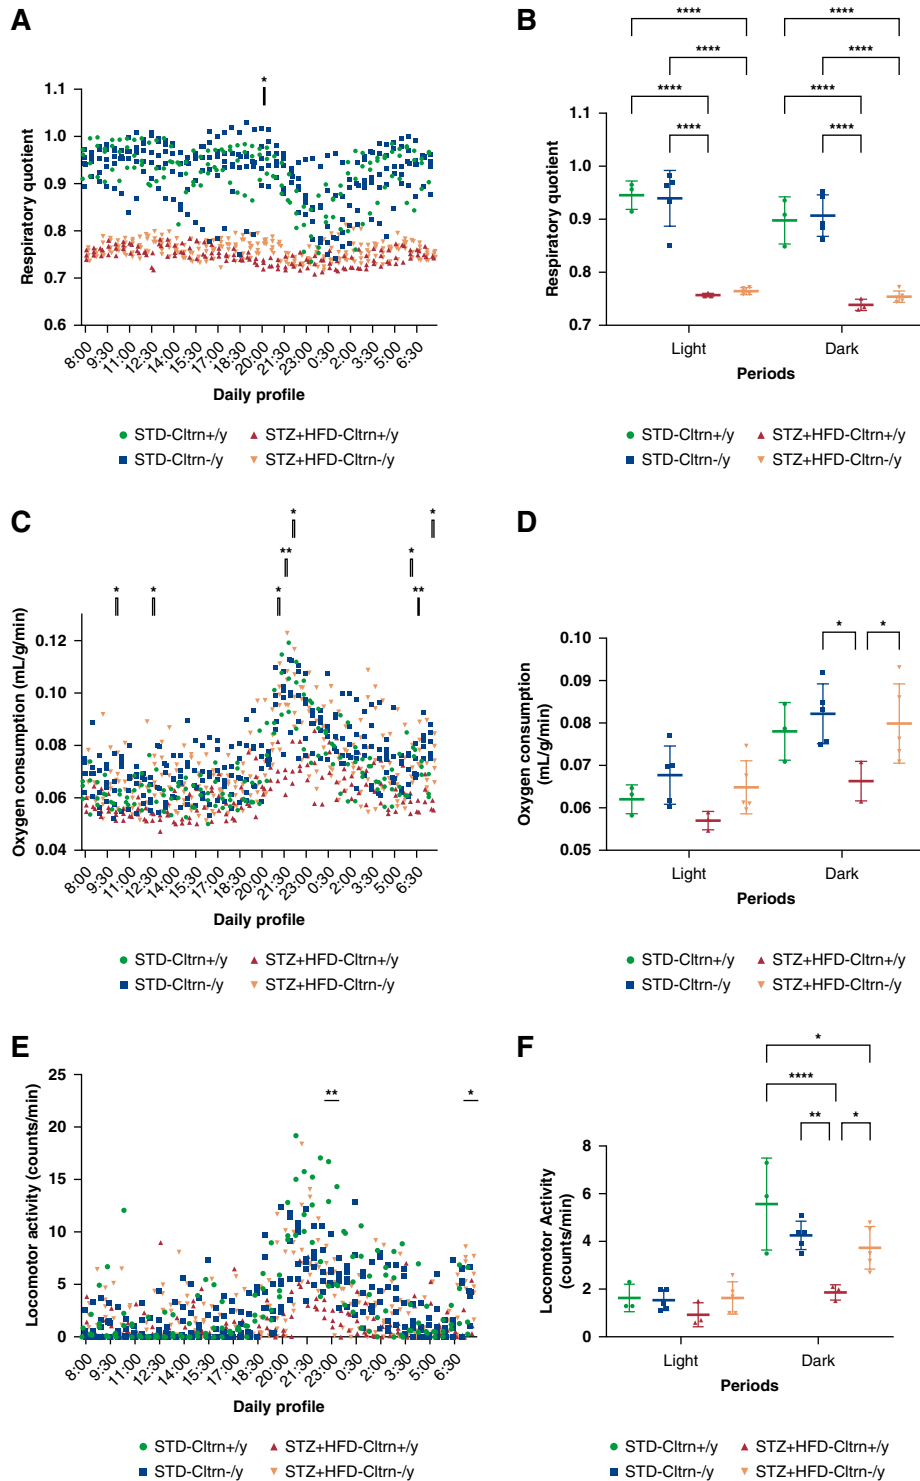 A
*
1.1
1.0
0.9
0.8
0.7
0.6
Respiratory quotient
8:00 9:30 11:00 12:30 14:00 15:30 17:00 18:30 20:00 21:30 23:00 0:30 2:00 3:30 5:00 6:30
Daily profile
STD-Cltrn+/y STZ+HFD-Cltrn+/y
STD-Cltrn-/y STZ+HFD-Cltrn-/y
B
**** ****
**** ****
**** ****
**** ****
1.1
1.0
0.9
0.8
0.7
Respiratory quotient
Light Dark
Periods
STD-Cltrn+/y STZ+HFD-Cltrn+/y
STD-Cltrn-/y STZ+HFD-Cltrn-/y
C
* *
** *
* * * **
0.12
0.10
0.08
0.06
0.04
Oxygen consumption (mL/g/min)
8:00 9:30 11:00 12:30 14:00 15:30 17:00 18:30 20:00 21:30 23:00 0:30 2:00 3:30 5:00 6:30
Daily profile
STD-Cltrn+/y STZ+HFD-Cltrn+/y
STD-Cltrn-/y STZ+HFD-Cltrn-/y
D
* *
0.10
0.09
0.08
0.07
0.06
0.05
Oxygen consumption
(mL/g/min)
Light Dark
Periods
STD-Cltrn+/y STZ+HFD-Cltrn+/y
STD-Cltrn-/y STZ+HFD-Cltrn-/y
E
** *
25
20
15
10
5
0
Locomotor activity (counts/min)
8:00 9:30 11:00 12:30 14:00 15:30 17:00 18:30 20:00 21:30 23:00 0:30 2:00 3:30 5:00 6:30
Daily profile
STD-Cltrn+/y STZ+HFD-Cltrn+/y
STD-Cltrn-/y STZ+HFD-Cltrn-/y
F
*
****
** *
8
6
4
2
0
Locomotor Activity
(counts/min)
Light Dark
Periods
STD-Cltrn+/y STZ+HFD-Cltrn+/y
STD-Cltrn-/y STZ+HFD-Cltrn-/y